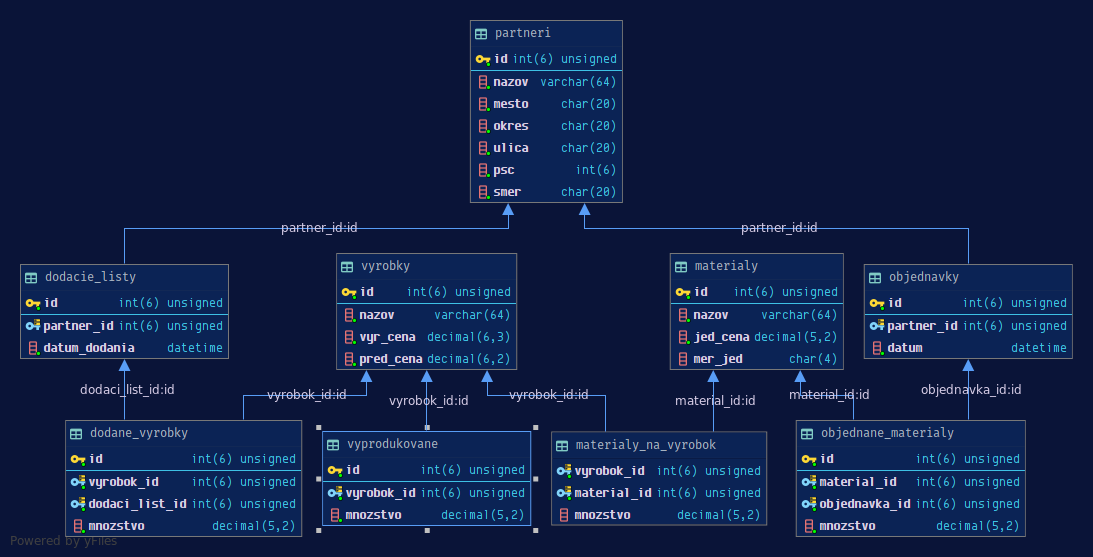 partneri
id int(6) unsigned
nazov varchar(64)
mesto char(20)
okres char(20)
ulica char(20)
psc int(6)
smer char(20)
partner_id:id
partner_id:id
dodacie_listy
id int(6) unsigned
partner_id int(6) unsigned
datum_dodania datetime
vyrobky
id int(6) unsigned
nazov varchar(64)
vyr_cena decimal(6,3)
pred_cena decimal(6,2)
materialy
id int(6) unsigned
nazov varchar(64)
jed_cena decimal(5,2)
mer_jed char(4)
objednavky
id int(6) unsigned
partner_id int(6) unsigned
datum datetime
dodaci_list_id:id
vyrobok_id:id
vyrobok_id:id
vyrobok_id:id
material_id:id
material_id:id
objednavka_id:id
dodane_vyrobky
id int(6) unsigned
vyrobok_id int(6) unsigned
dodaci_list_id int(6) unsigned
mnozstvo decimal(5,2)
vyprodukovane
id int(6) unsigned
vyrobok_id int(6) unsigned
mnozstvo decimal(5,2)
materialy_na_vyrobok
vyrobok_id int(6) unsigned
material_id int(6) unsigned
mnozstvo decimal(5,2)
objednane_materialy
id int(6) unsigned
material_id int(6) unsigned
objednavka_id int(6) unsigned
mnozstvo decimal(5,2)
Powered by yFiles